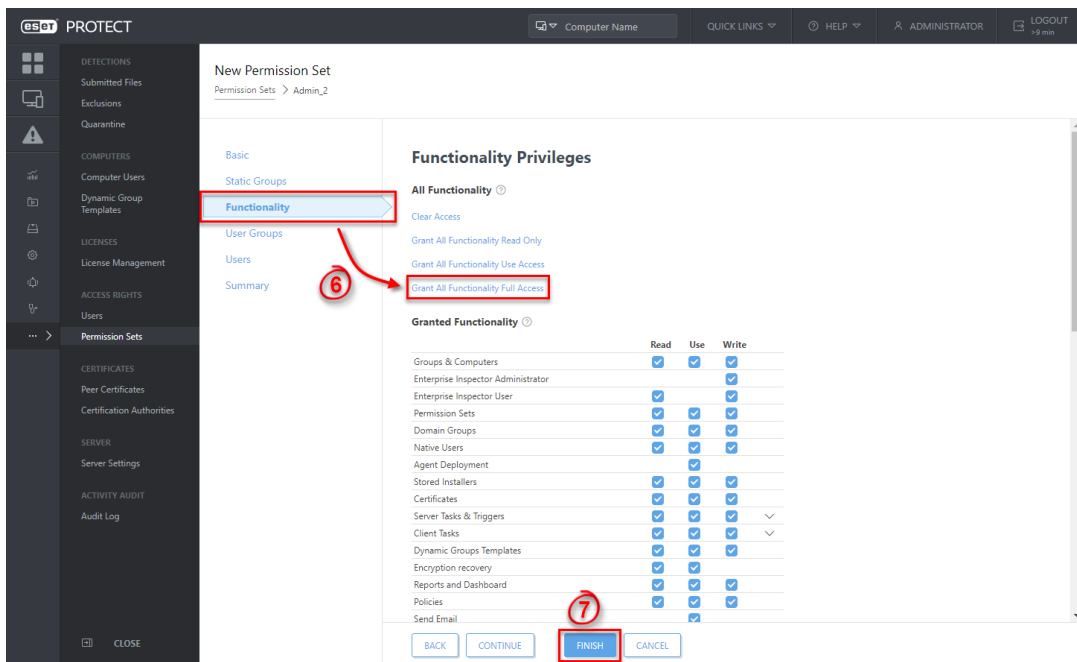 eset PROTECT
Computer Name
QUICK LINKS
HELP
ADMINISTRATOR
LOGOUT
>9 min
DETECTIONS
Submitted Files
Exclusions
Quarantine
COMPUTERS
Computer Users
Dynamic Group
Templates
LICENSES
License Management
ACCESS RIGHTS
Users
Permission Sets
CERTIFICATES
Peer Certificates
Certification Authorities
SERVER
Server Settings
ACTIVITY AUDIT
Audit Log
CLOSE
New Permission Set
Permission Sets > Admin_2
Basic
Static Groups
Functionality
User Groups
Users
Summary
6
Functionality Privileges
All Functionality ?
Clear Access
Grant All Functionality Read Only
Grant All Functionality Use Access
Grant All Functionality Full Access
Granted Functionality ?
Read Use Write
Groups & Computers
Enterprise Inspector Administrator
Enterprise Inspector User
Permission Sets
Domain Groups
Native Users
Agent Deployment
Stored Installers
Certificates
Server Tasks & Triggers
Client Tasks
Dynamic Groups Templates
Encryption recovery
Reports and Dashboard
Policies
Send Email
7
BACK CONTINUE FINISH CANCEL